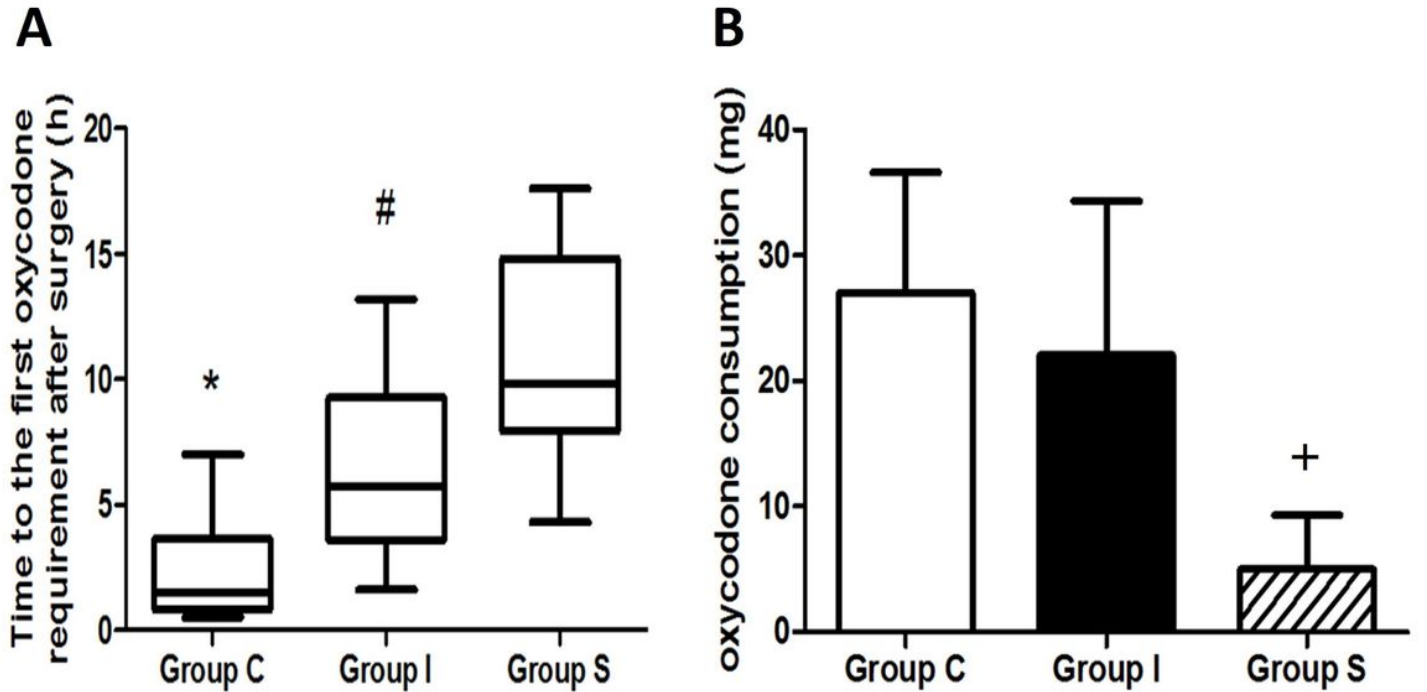 A
Time to the first oxycodone
requirement after surgery (h)
20
15
10
5
0
*
#
Group C
Group I
Group S
B
oxycodone consumption (mg)
40
30
20
10
0
+
Group C
Group I
Group S